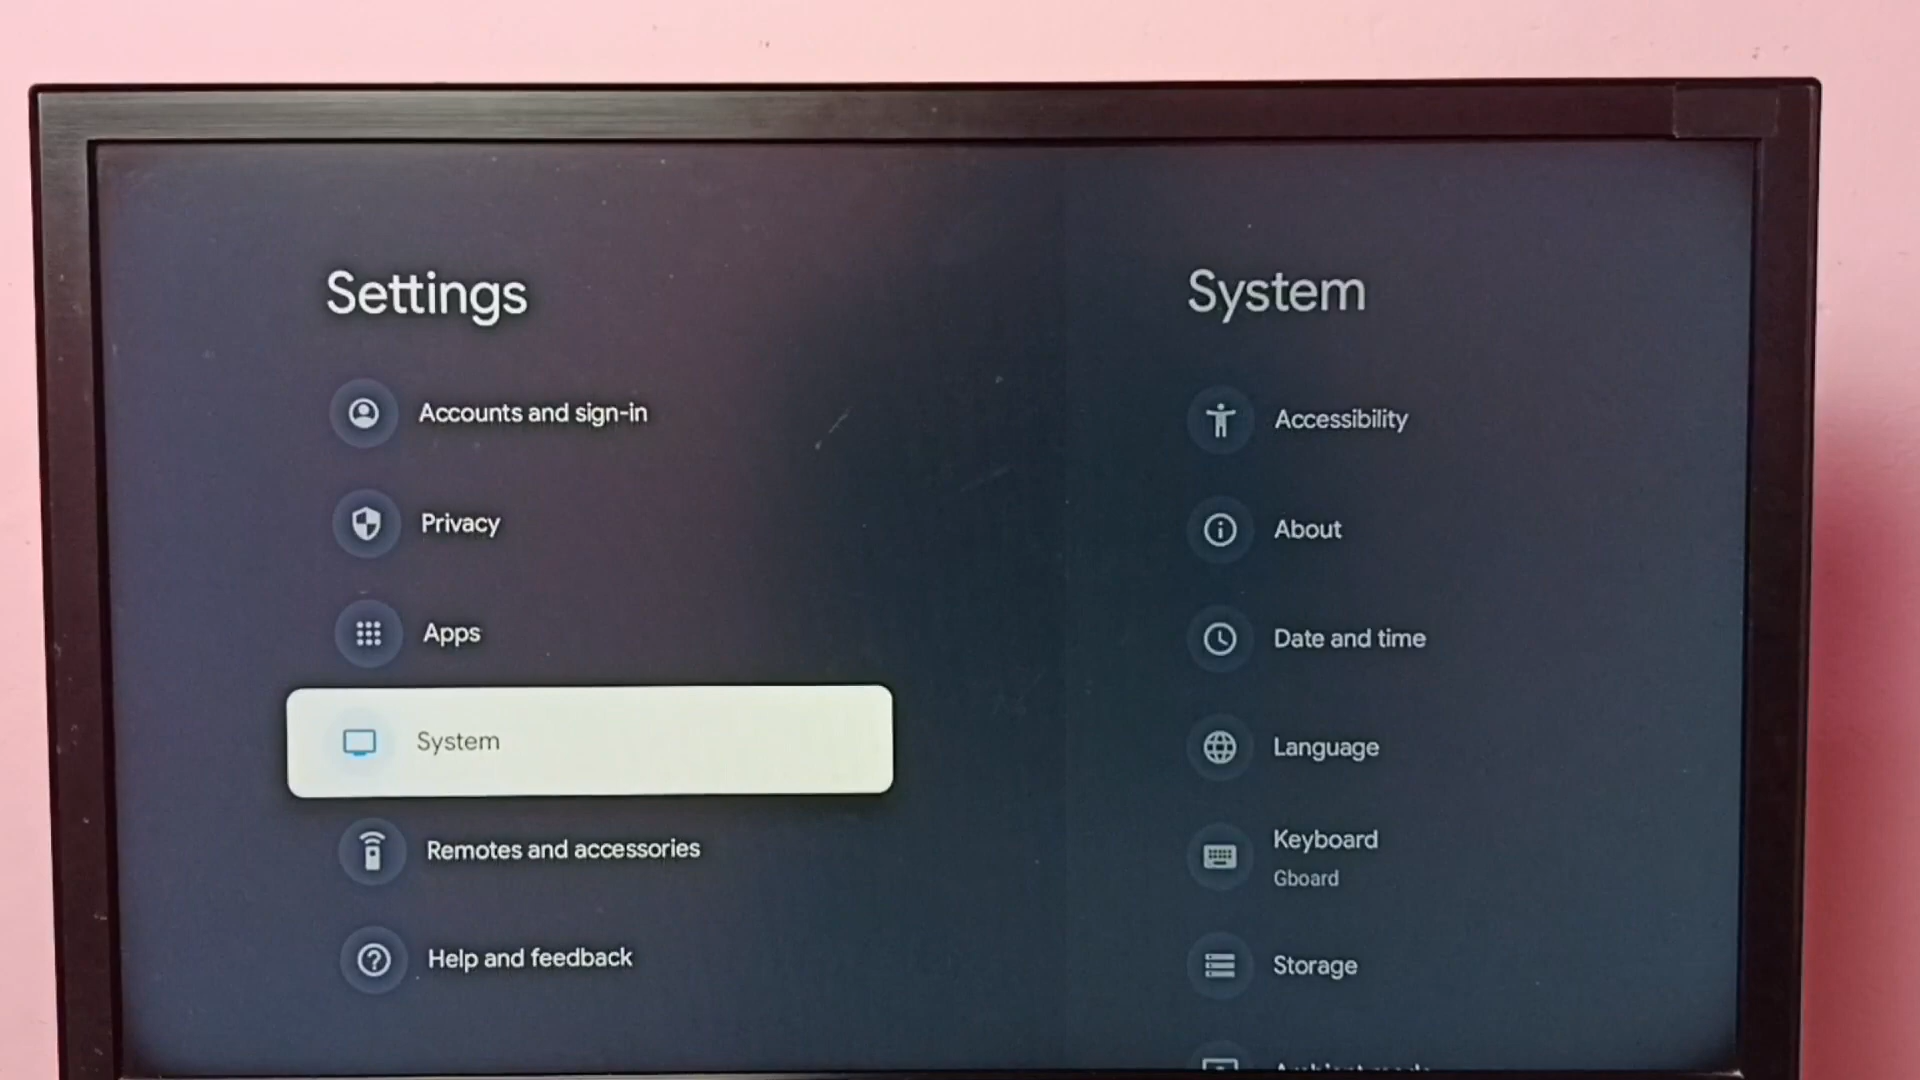 Settings
Accounts and sign-in
Privacy
Apps
System
Remotes and accessories
Help and feedback
System
Accessibility
About
Date and time
Language
Keyboard
Gboard
Storage